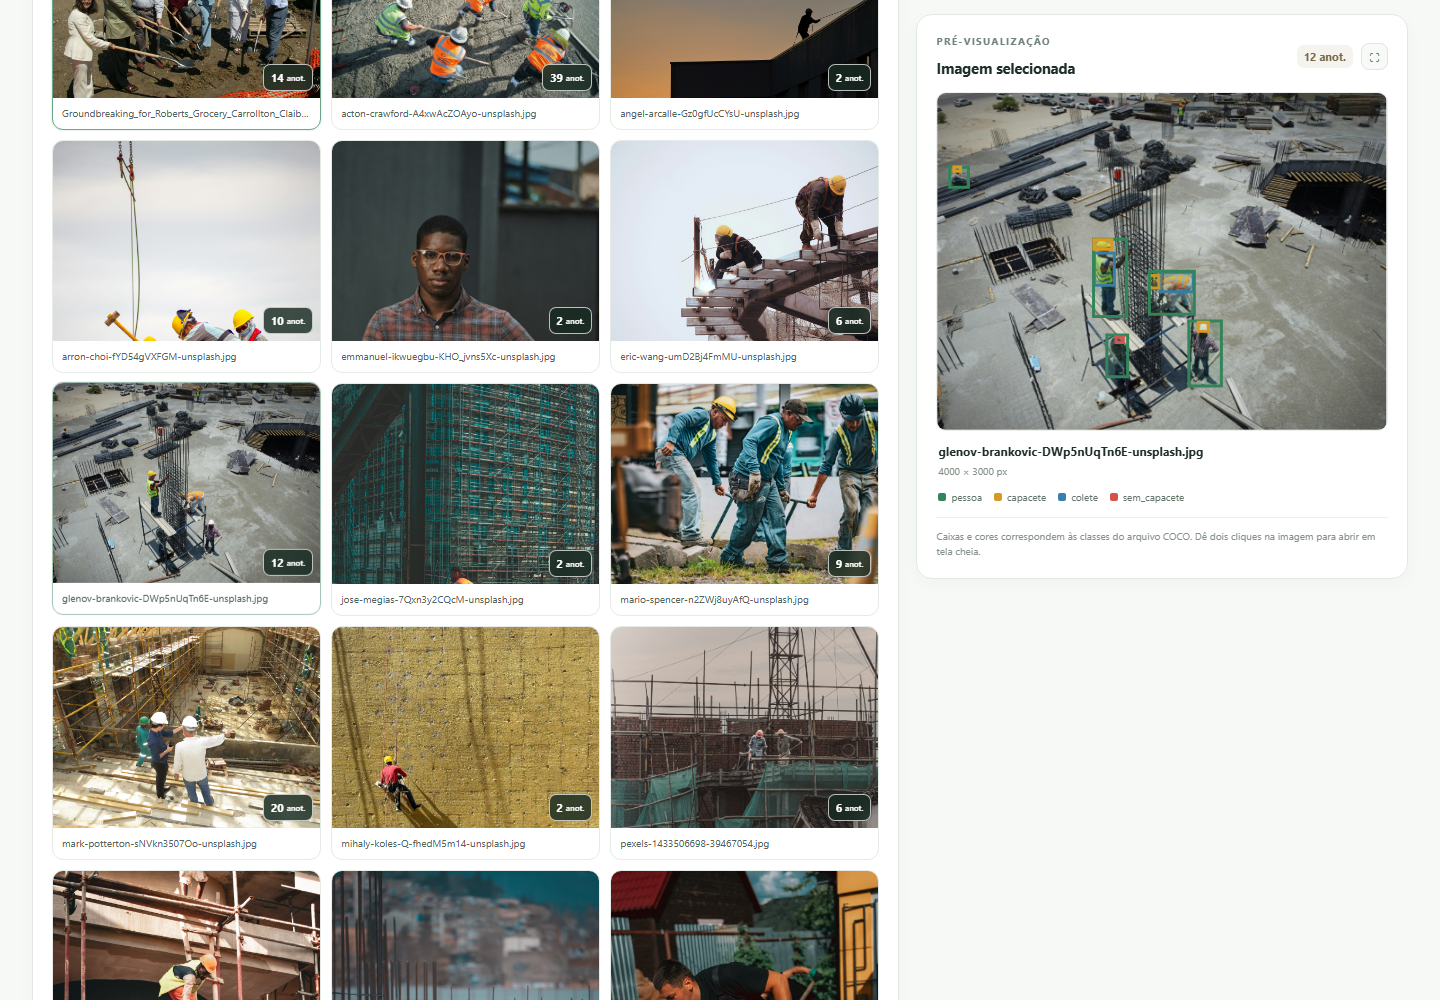 14 anot.
39 anot.
2 anot.
Groundbreaking_for_Roberts_Grocery_Carrollton_Claib...
acton-crawford-A4xwAcZOAyo-unsplash.jpg
angel-arcalle-Gz0gfUcCYsU-unsplash.jpg
10 anot.
2 anot.
6 anot.
arron-choi-fYD54gVXFGM-unsplash.jpg
emmanuel-ikwuegbu-KHO_jvns5Xc-unsplash.jpg
eric-wang-umD2Bj4FmMU-unsplash.jpg
12 anot.
2 anot.
9 anot.
glenov-brankovic-DWp5nUqTn6E-unsplash.jpg
jose-megias-7Qxn3y2CQcM-unsplash.jpg
mario-spencer-n2ZWj8uyAfQ-unsplash.jpg
20 anot.
2 anot.
6 anot.
mark-potterton-sNVkn3507Oo-unsplash.jpg
mihaly-koles-Q-fhedM5m14-unsplash.jpg
pexels-1433506698-39467054.jpg
PRÉ-VISUALIZAÇÃO
Imagem selecionada
12 anot.
glenov-brankovic-DWp5nUqTn6E-unsplash.jpg
4000 × 3000 px
pessoa
capacete
colete
sem_capacete
Caixas e cores correspondem às classes do arquivo COCO. Dê dois cliques na imagem para abrir em
tela cheia.